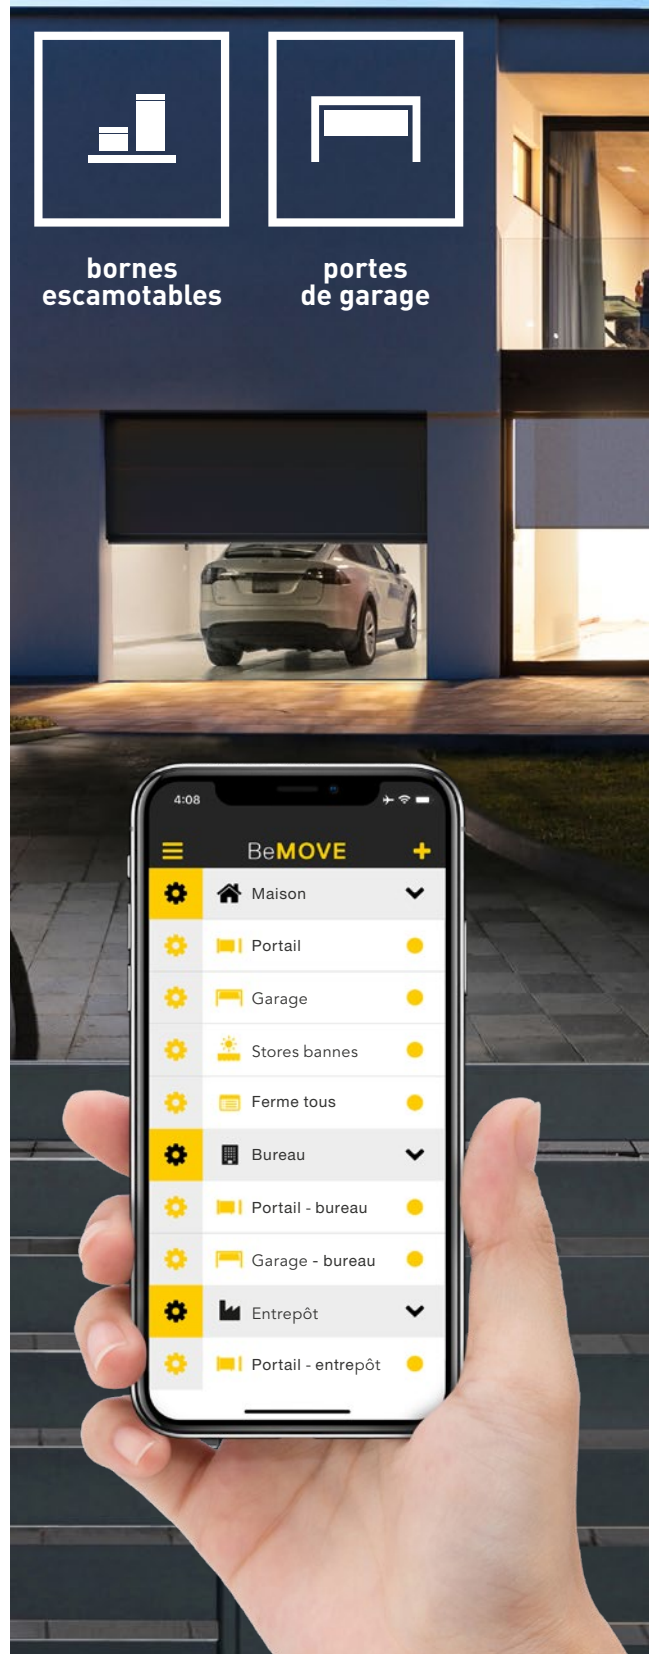 bornes
escamotables
portes
de garage
4:08
BeMOVE
Maison
Portail
Garage
Stores bannes
Ferme tous
Bureau
Portail - bureau
Garage - bureau
Entrepôt
Portail - entrepôt